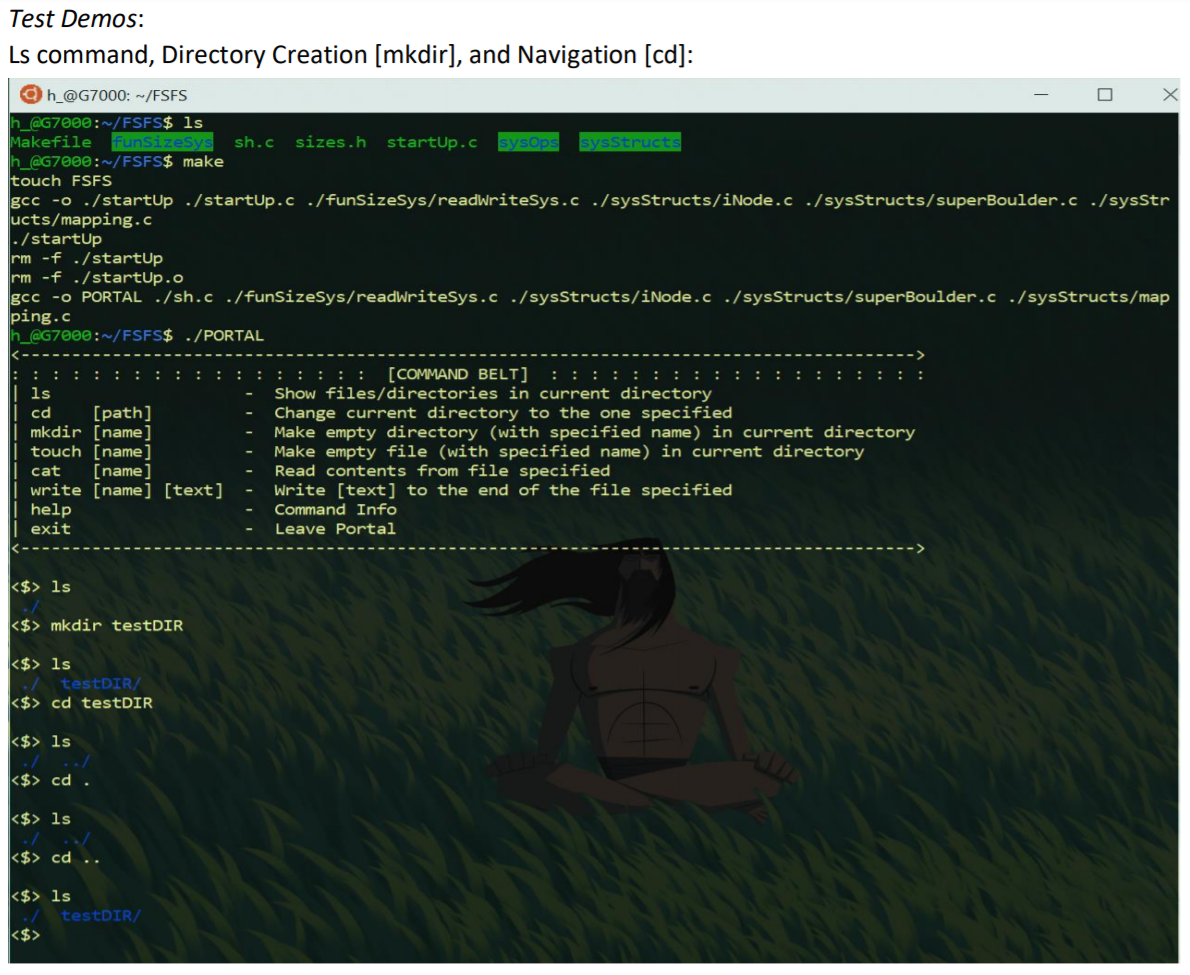 Test Demos:
Ls command, Directory Creation [mkdir], and Navigation [cd]:
h_@G7000: ~/FSFS
h_@G7000:~/FSFS$ ls
Makefile  funSizeSys  sh.c  sizes.h  startUp.c  sysOps  sysStructs
h_@G7000:~/FSFS$ make
touch FSFS
gcc -o ./startUp ./startUp.c ./funSizeSys/readWriteSys.c ./sysStructs/iNode.c ./sysStructs/superBoulder.c ./sysStr
ucts/mapping.c
./startUp
rm -f ./startUp
rm -f ./startUp.o
gcc -o PORTAL ./sh.c ./funSizeSys/readWriteSys.c ./sysStructs/iNode.c ./sysStructs/superBoulder.c ./sysStructs/map
ping.c
h_@G7000:~/FSFS$ ./PORTAL
<---------------------------------------------------------------------------------------->
: : : : : : : : : : : : : : : : : :  [COMMAND BELT]  : : : : : : : : : : : : : : : : : : :
| ls                   -  Show files/directories in current directory
| cd    [path]         -  Change current directory to the one specified
| mkdir [name]         -  Make empty directory (with specified name) in current directory
| touch [name]         -  Make empty file (with specified name) in current directory
| cat   [name]         -  Read contents from file specified
| write [name] [text]  -  Write [text] to the end of the file specified
| help                 -  Command Info
| exit                 -  Leave Portal
<---------------------------------------------------------------------------------------->
<$> ls
./
<$> mkdir testDIR
<$> ls
./  testDIR/
<$> cd testDIR
<$> ls
./  ../
<$> cd .
<$> ls
./  ../
<$> cd ..
<$> ls
./  testDIR/
<$>